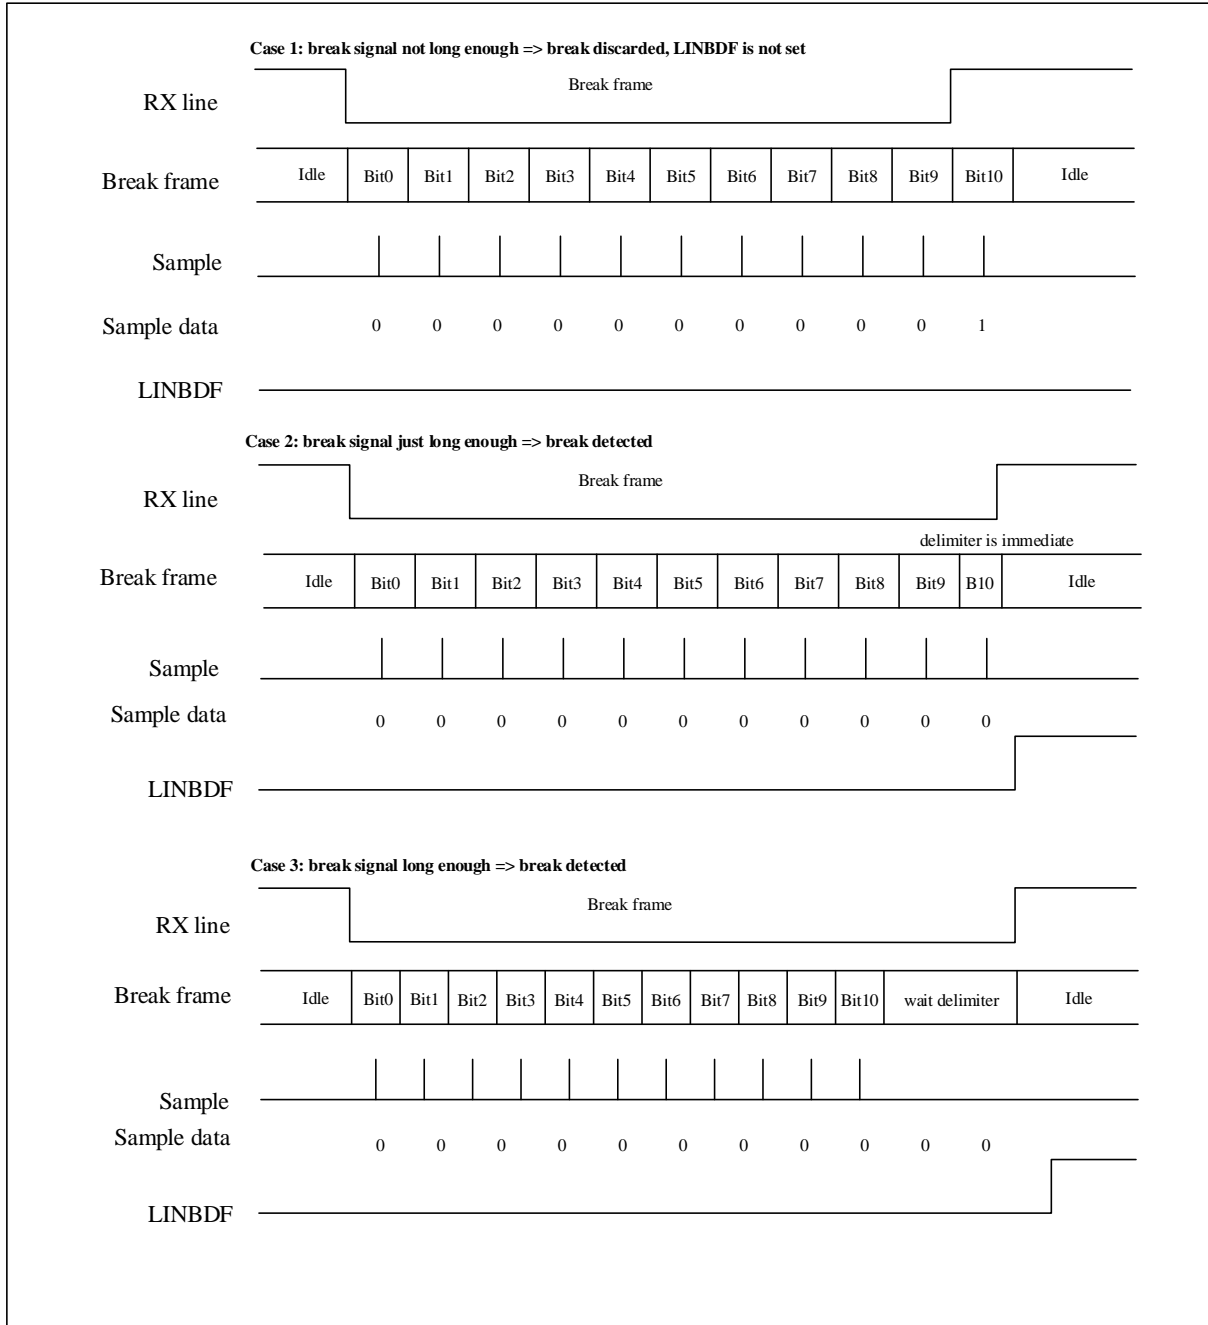 Case 1: break signal not long enough => break discarded, LINBDF is not set
RX line
Break frame
Break frame
Idle Bit0 Bit1 Bit2 Bit3 Bit4 Bit5 Bit6 Bit7 Bit8 Bit9 Bit10 Idle
Sample
Sample data
0 0 0 0 0 0 0 0 0 0 1
LINBDF
Case 2: break signal just long enough => break detected
RX line
Break frame
delimiter is immediate
Break frame
Idle Bit0 Bit1 Bit2 Bit3 Bit4 Bit5 Bit6 Bit7 Bit8 Bit9 B10 Idle
Sample
Sample data
0 0 0 0 0 0 0 0 0 0 0
LINBDF
Case 3: break signal long enough => break detected
RX line
Break frame
Break frame
Idle Bit0 Bit1 Bit2 Bit3 Bit4 Bit5 Bit6 Bit7 Bit8 Bit9 Bit10 wait delimiter Idle
Sample
Sample data
0 0 0 0 0 0 0 0 0 0 0
LINBDF